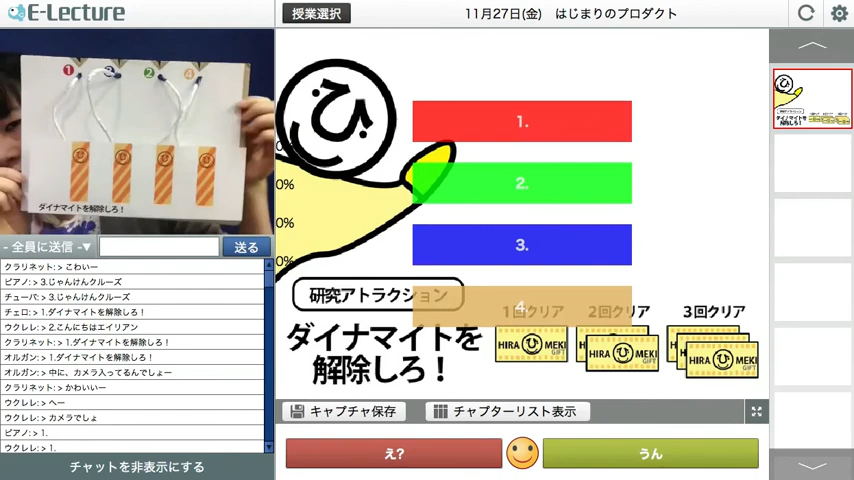 E-Lecture
授業選択
11月27日(金) はじまりのプロダクト
1
2
4
ひ
ひ
ひ
ひ
ダイナマイトを解除しろ！
- 全員に送信 -▼
送る
クラリネット: > こわいー
ピアノ: > 3.じゃんけんクルーズ
チューバ: > 3.じゃんけんクルーズ
チェロ: > 1.ダイナマイトを解除しろ！
ウクレレ: > 2.こんにちはエイリアン
クラリネット: > 1.ダイナマイトを解除しろ！
オルガン: > 1.ダイナマイトを解除しろ！
オルガン: > 中に、カメラ入ってるんでしょー
クラリネット: > かわいいー
ウクレレ: > へー
ウクレレ: > カメラでしょ
ピアノ: > 1.
ウクレレ: > 1.
チャットを非表示にする
ひ
1.
2.
3.
4.
0%
0%
0%
0%
研究アトラクション
ダイナマイトを
解除しろ！
1回クリア
2回クリア
3回クリア
HIRA ひ MEKI
GIFT
HIRA ひ MEKI
GIFT
HIRA ひ MEKI
GIFT
キャプチャ保存
チャプターリスト表示
え?
うん